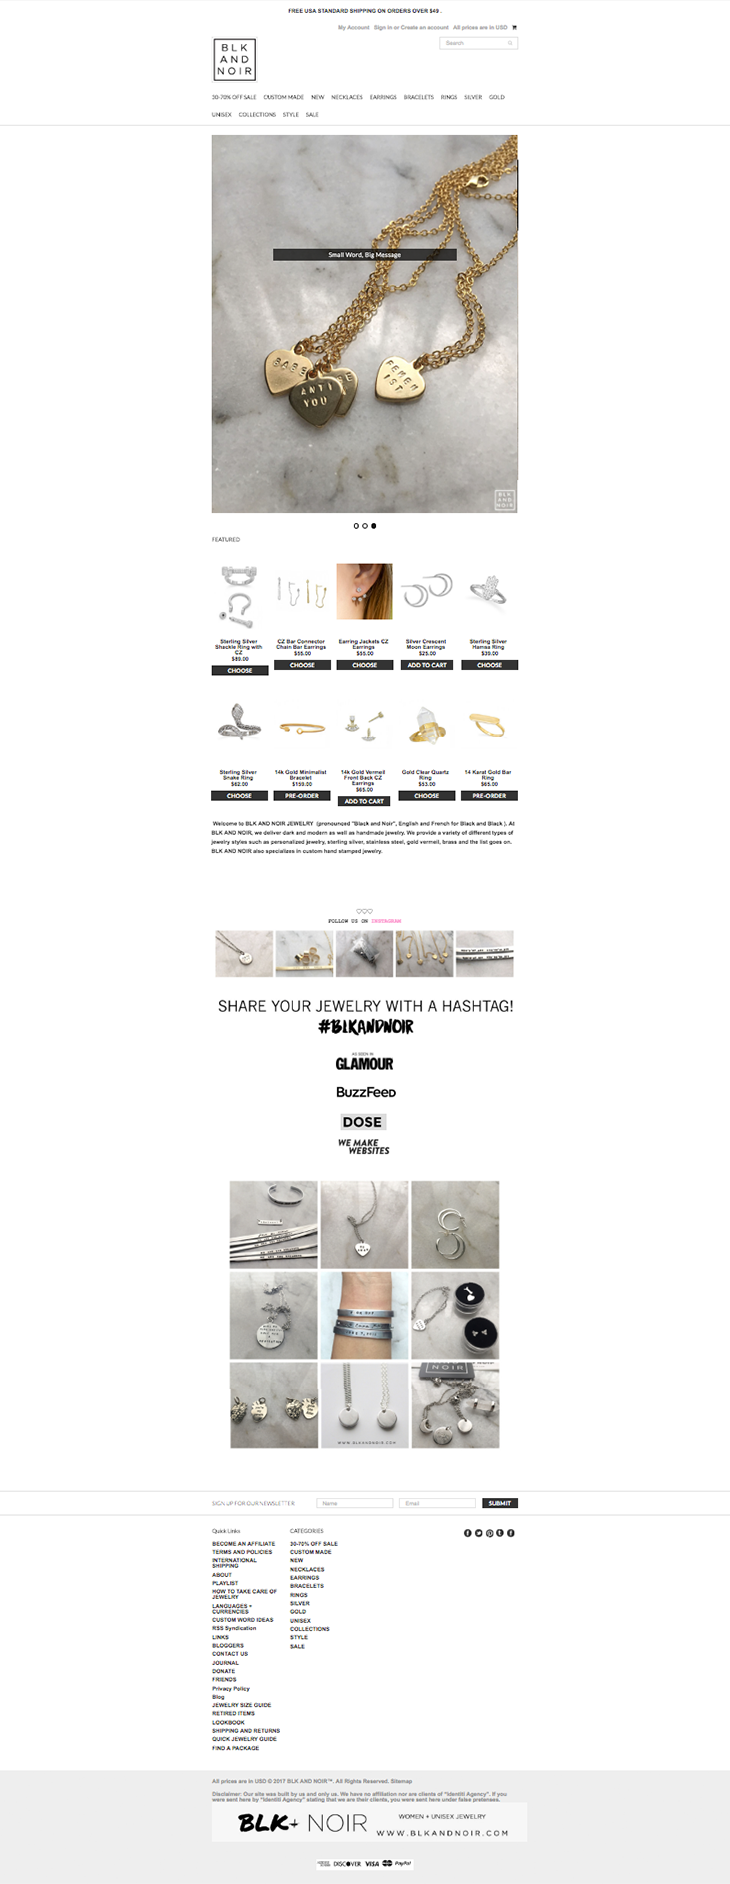 FREE USA STANDARD SHIPPING ON ORDERS OVER $49 .
My Account Sign in or Create an account All prices are in USD
Search
BLK
AND
NOIR
30-70% OFF SALE CUSTOM MADE NEW NECKLACES EARRINGS BRACELETS RINGS SILVER GOLD
UNISEX COLLECTIONS STYLE SALE
Small Word, Big Message
ANTI
YOU
FEMEN
IST
BLK
AND
NOIR
FEATURED
Sterling Silver
Shackle Ring with
CZ
$59.00
CHOOSE
CZ Bar Connector
Chain Bar Earrings
$55.00
CHOOSE
Earring Jackets CZ
Earrings
$55.00
CHOOSE
Silver Crescent
Moon Earrings
$25.00
ADD TO CART
Sterling Silver
Hamsa Ring
$39.00
CHOOSE
Sterling Silver
Snake Ring
$62.00
CHOOSE
14k Gold Minimalist
Bracelet
$159.00
PRE-ORDER
14k Gold Vermeil
Front Back CZ
Earrings
$65.00
ADD TO CART
Gold Clear Quartz
Ring
$53.00
CHOOSE
14 Karat Gold Bar
Ring
$65.00
PRE-ORDER
Welcome to BLK AND NOIR JEWELRY (pronounced "Black and Noir", English and French for Black and Black ). At
BLK AND NOIR, we deliver dark and modern as well as handmade jewelry. We provide a variety of different types of
jewelry styles such as personalized jewelry, sterling silver, stainless steel, gold vermeil, brass and the list goes on.
BLK AND NOIR also specializes in custom hand stamped jewelry.
FOLLOW US ON INSTAGRAM
SHARE YOUR JEWELRY WITH A HASHTAG!
#BLKANDNOIR
AS SEEN IN
GLAMOUR
BuzzFeed
DOSE
WE MAKE
WEBSITES
NOIR
WWW.BLKANDNOIR.COM
SIGN UP FOR OUR NEWSLETTER Name Email SUBMIT
Quick Links
BECOME AN AFFILIATE
TERMS AND POLICIES
INTERNATIONAL
SHIPPING
ABOUT
PLAYLIST
HOW TO TAKE CARE OF
JEWELRY
LANGUAGES +
CURRENCIES
CUSTOM WORD IDEAS
RSS Syndication
LINKS
BLOGGERS
CONTACT US
JOURNAL
DONATE
FRIENDS
Privacy Policy
Blog
JEWELRY SIZE GUIDE
RETIRED ITEMS
LOOKBOOK
SHIPPING AND RETURNS
QUICK JEWELRY GUIDE
FIND A PACKAGE
CATEGORIES
30-70% OFF SALE
CUSTOM MADE
NEW
NECKLACES
EARRINGS
BRACELETS
RINGS
SILVER
GOLD
UNISEX
COLLECTIONS
STYLE
SALE
All prices are in USD © 2017 BLK AND NOIR™. All Rights Reserved. Sitemap
Disclaimer: Our site was built by us and only us. We have no affiliation nor are clients of "Identiti Agency". If you
were sent here by "Identiti Agency" stating that we are their clients, you were sent here under false pretenses.
BLK+ NOIR
WOMEN + UNISEX JEWELRY
WWW.BLKANDNOIR.COM
DISCOVER VISA PayPal